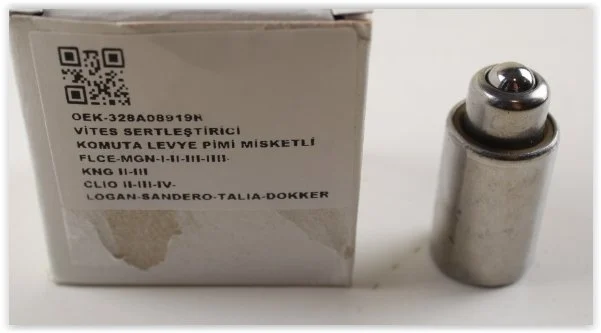 OEK-328A08919R
VİTES SERTLEŞTİRİCİ
KOMUTA LEVYE PİMİ MİSKETLİ
FLCE-MGN-I-II-III-IIII-
KNG II-III
CLIO II-III-IV-
LOGAN-SANDERO-TALIA-DOKKER